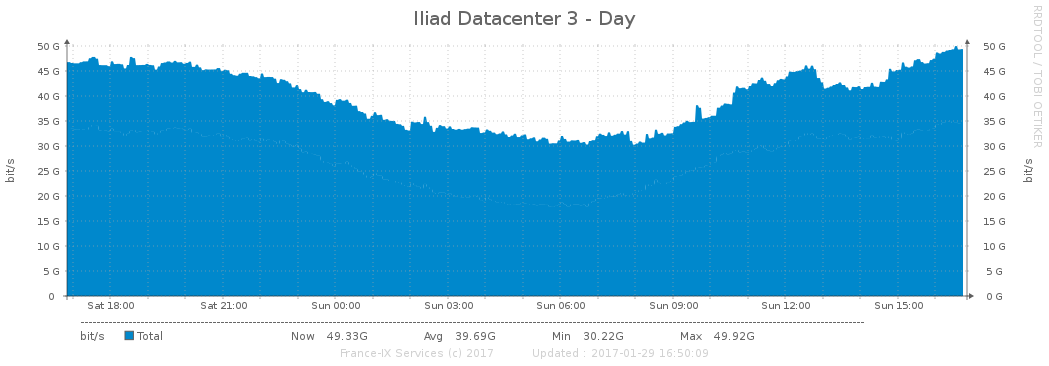 Iliad Datacenter 3 - Day
RRDTOOL / TOBI OETIKER
50 G 50 G
45 G 45 G
40 G 40 G
35 G 35 G
30 G 30 G
25 G 25 G
20 G 20 G
15 G 15 G
10 G 10 G
5 G 5 G
0 0 G
bit/s bit/s
Sat 18:00 Sat 21:00 Sun 00:00 Sun 03:00 Sun 06:00 Sun 09:00 Sun 12:00 Sun 15:00
bit/s Total Now 49.33G Avg 39.69G Min 30.22G Max 49.92G
France-IX Services (c) 2017 Updated : 2017-01-29 16:50:09